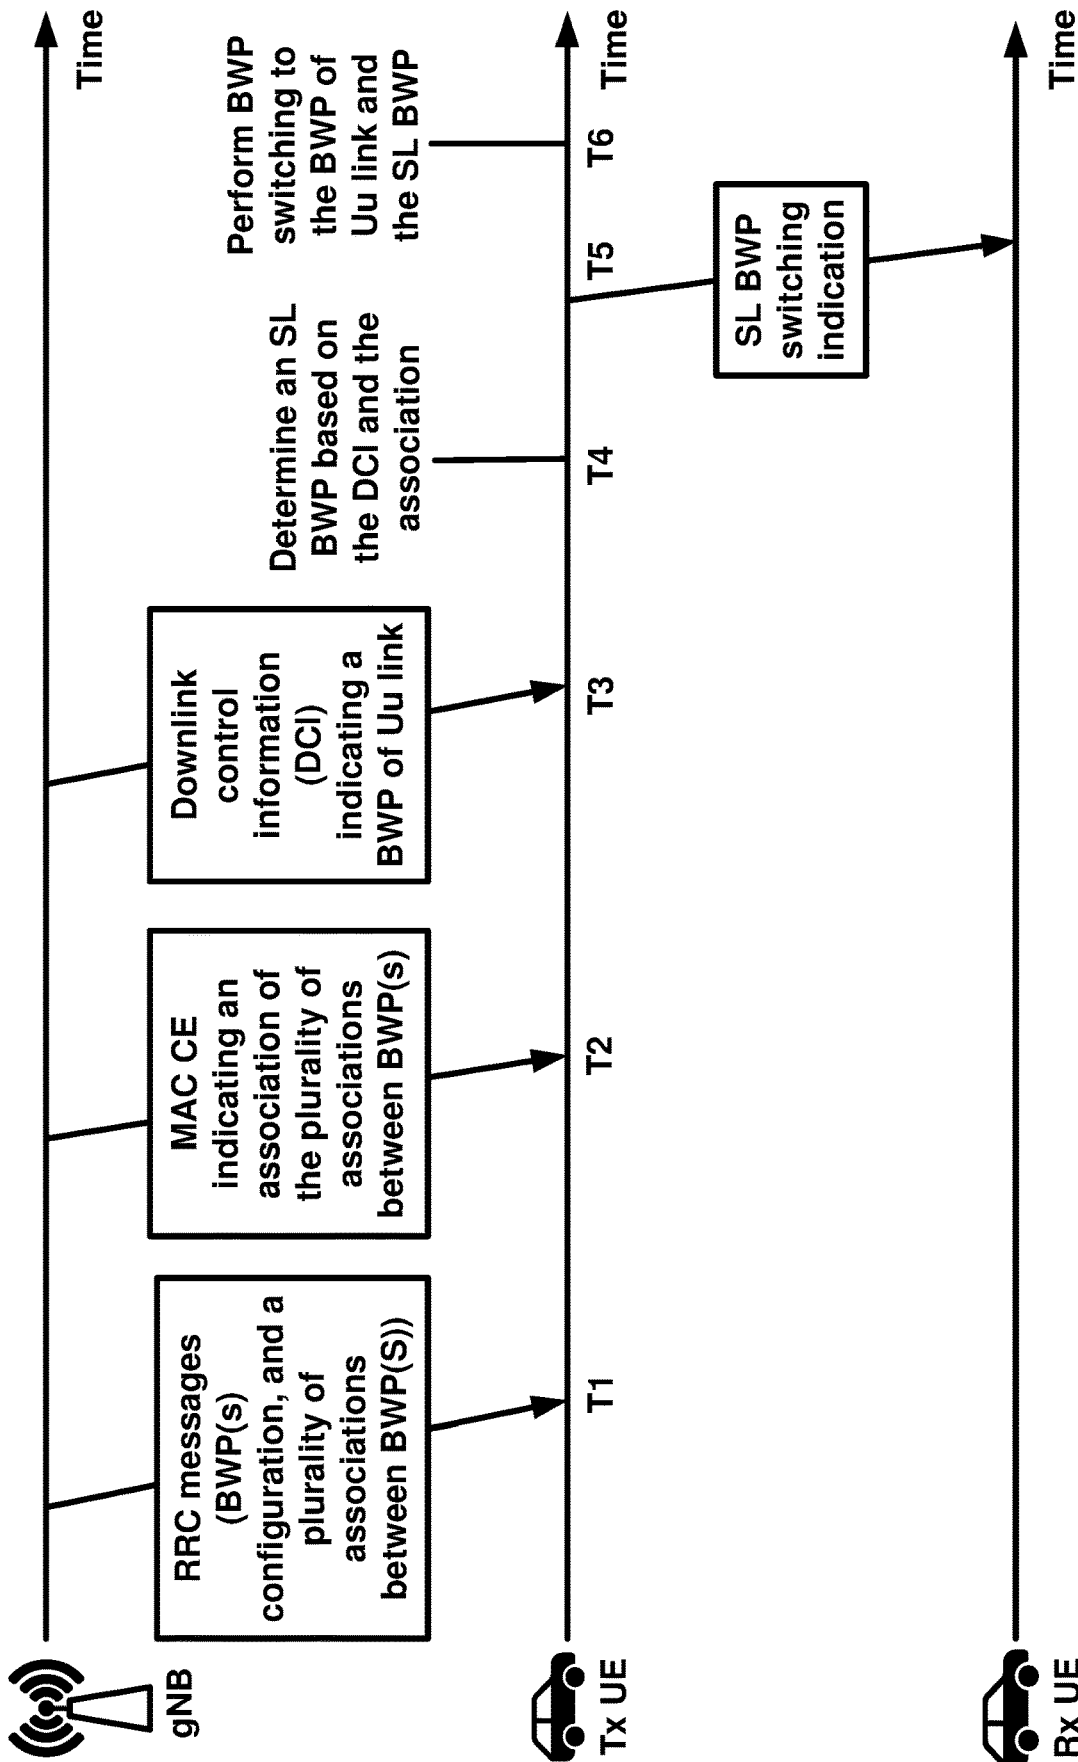 gNB
RRC messages
(BWP(s)
configuration, and a
plurality of
associations
between BWP(S))
MAC CE
indicating an
association of
the plurality of
associations
between BWP(s)
Downlink
control
information
(DCI)
indicating a
BWP of Uu link
Time
Determine an SL
BWP based on
the DCI and the
association
Perform BWP
switching to
the BWP of
Uu link and
the SL BWP
Tx UE
T1
T2
T3
T4
T5
T6
Time
SL BWP
switching
indication
Rx UE
Time